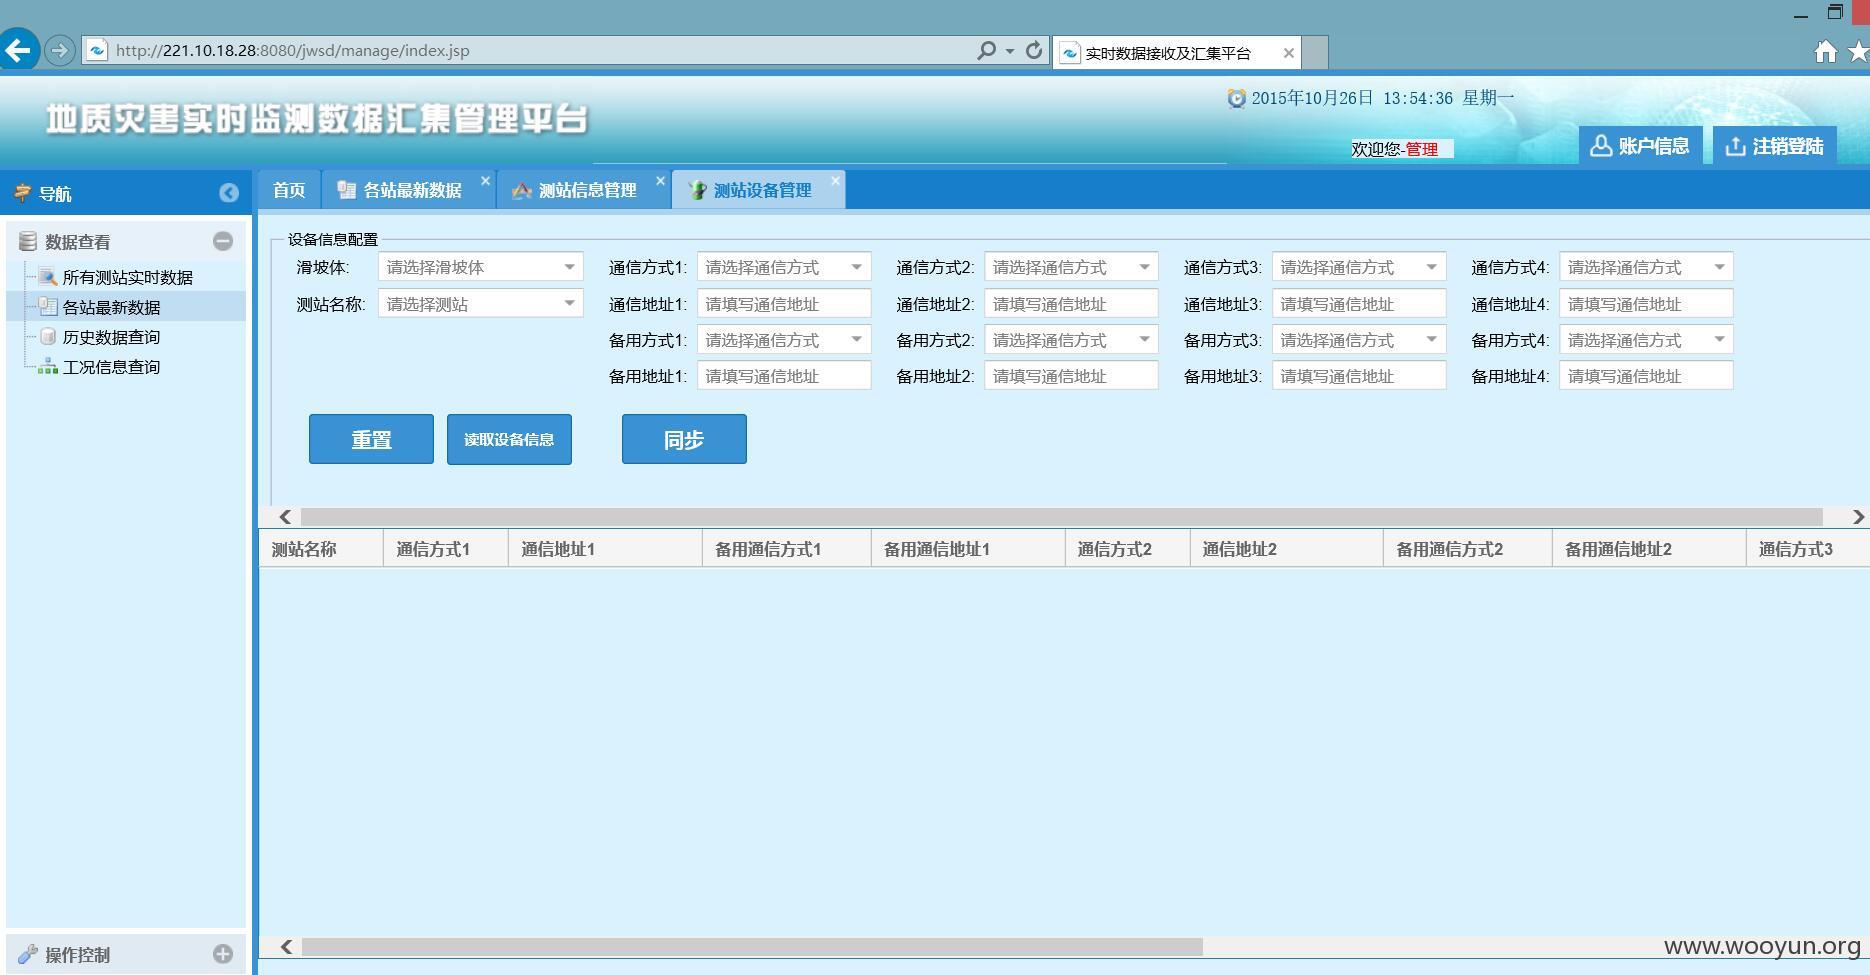 http://221.10.18.28:8080/jwsd/manage/index.jsp
实时数据接收及汇集平台
地质灾害实时监测数据汇集管理平台
2015年10月26日 13:54:36 星期一
欢迎您-管理
账户信息
注销登陆
导航
首页
各站最新数据
测站信息管理
测站设备管理
数据查看
所有测站实时数据
各站最新数据
历史数据查询
工况信息查询
操作控制
设备信息配置
滑坡体: 请选择滑坡体 通信方式1: 请选择通信方式 通信方式2: 请选择通信方式 通信方式3: 请选择通信方式 通信方式4: 请选择通信方式
测站名称: 请选择测站 通信地址1: 请填写通信地址 通信地址2: 请填写通信地址 通信地址3: 请填写通信地址 通信地址4: 请填写通信地址
备用方式1: 请选择通信方式 备用方式2: 请选择通信方式 备用方式3: 请选择通信方式 备用方式4: 请选择通信方式
备用地址1: 请填写通信地址 备用地址2: 请填写通信地址 备用地址3: 请填写通信地址 备用地址4: 请填写通信地址
重置 读取设备信息 同步
测站名称 通信方式1 通信地址1 备用通信方式1 备用通信地址1 通信方式2 通信地址2 备用通信方式2 备用通信地址2 通信方式3
www.wooyun.org